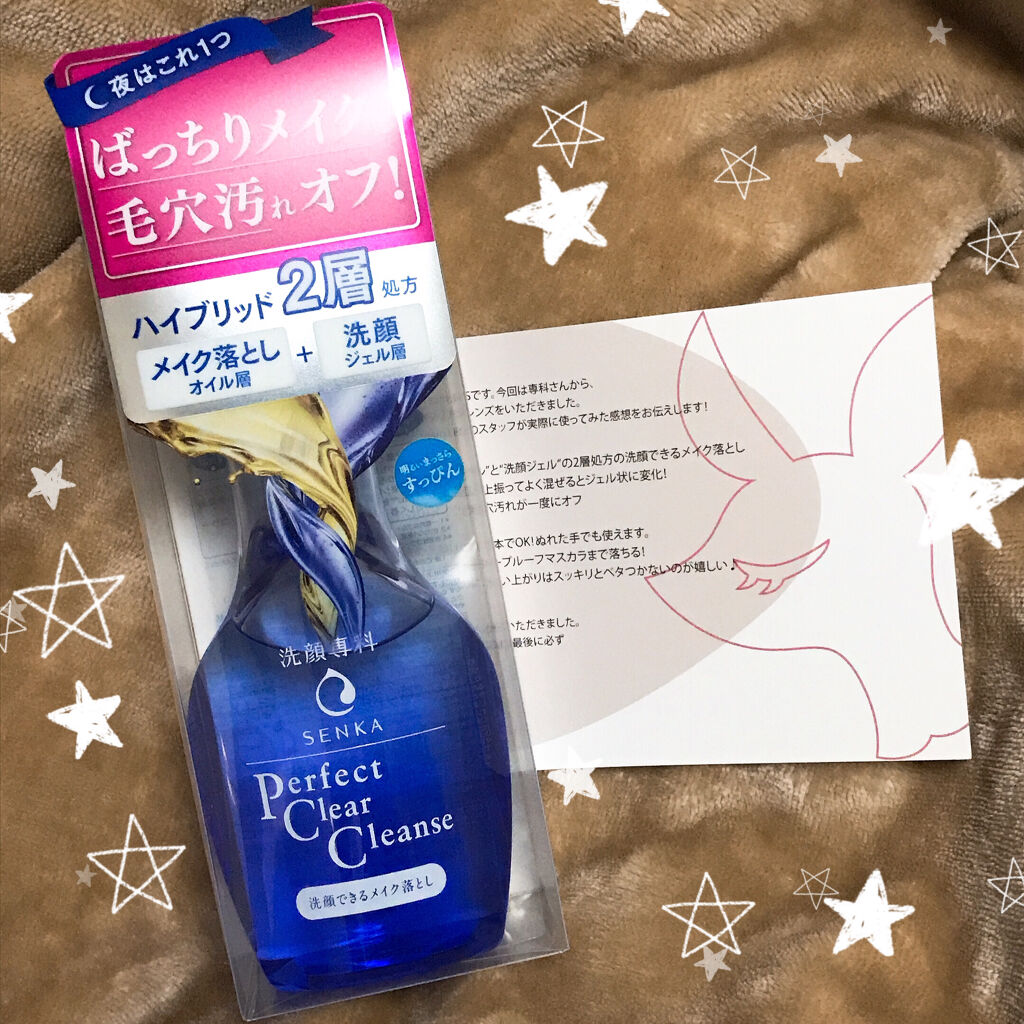 夜はこれ1つ
ばっちりメイク
毛穴汚れオフ!
ハイブリッド2層処方
メイク落とし
オイル層
+
洗顔
ジェル層
明るいまっさら
すっぴん
洗顔専科
SENKA
Perfect
Clear
Cleanse
洗顔できるメイク落とし
です。今回は専科さんから、
レンズをいただきました。
のスタッフが実際に使ってみた感想をお伝えします!
と"洗顔ジェル"の2層処方の洗顔できるメイク落とし
上振ってよく混ぜるとジェル状に変化!
穴汚れが一度にオフ
本でOK!ぬれた手でも使えます。
ープルーフマスカラまで落ちる!
い上がりはスッキリとベタつかないのが嬉しい♪
いただきました。
最後に必ず